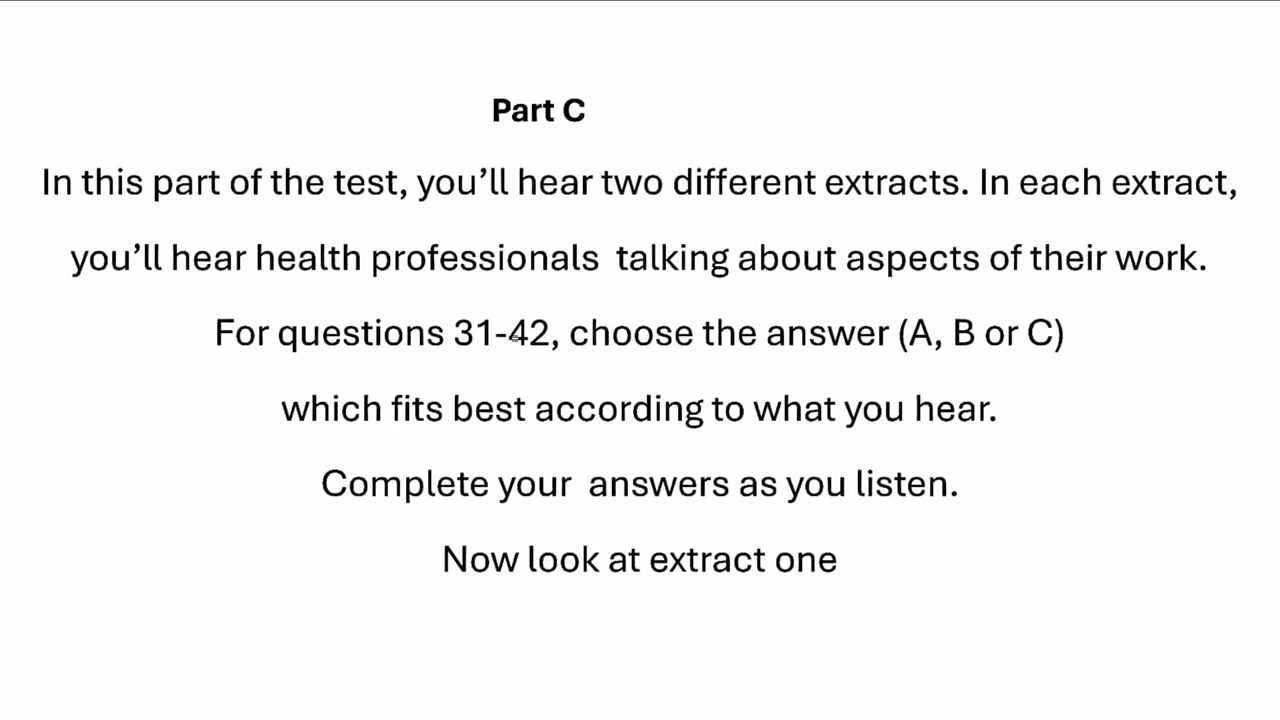 Part C
In this part of the test, you’ll hear two different extracts. In each extract,
you’ll hear health professionals talking about aspects of their work.
For questions 31-42, choose the answer (A, B or C)
which fits best according to what you hear.
Complete your answers as you listen.
Now look at extract one